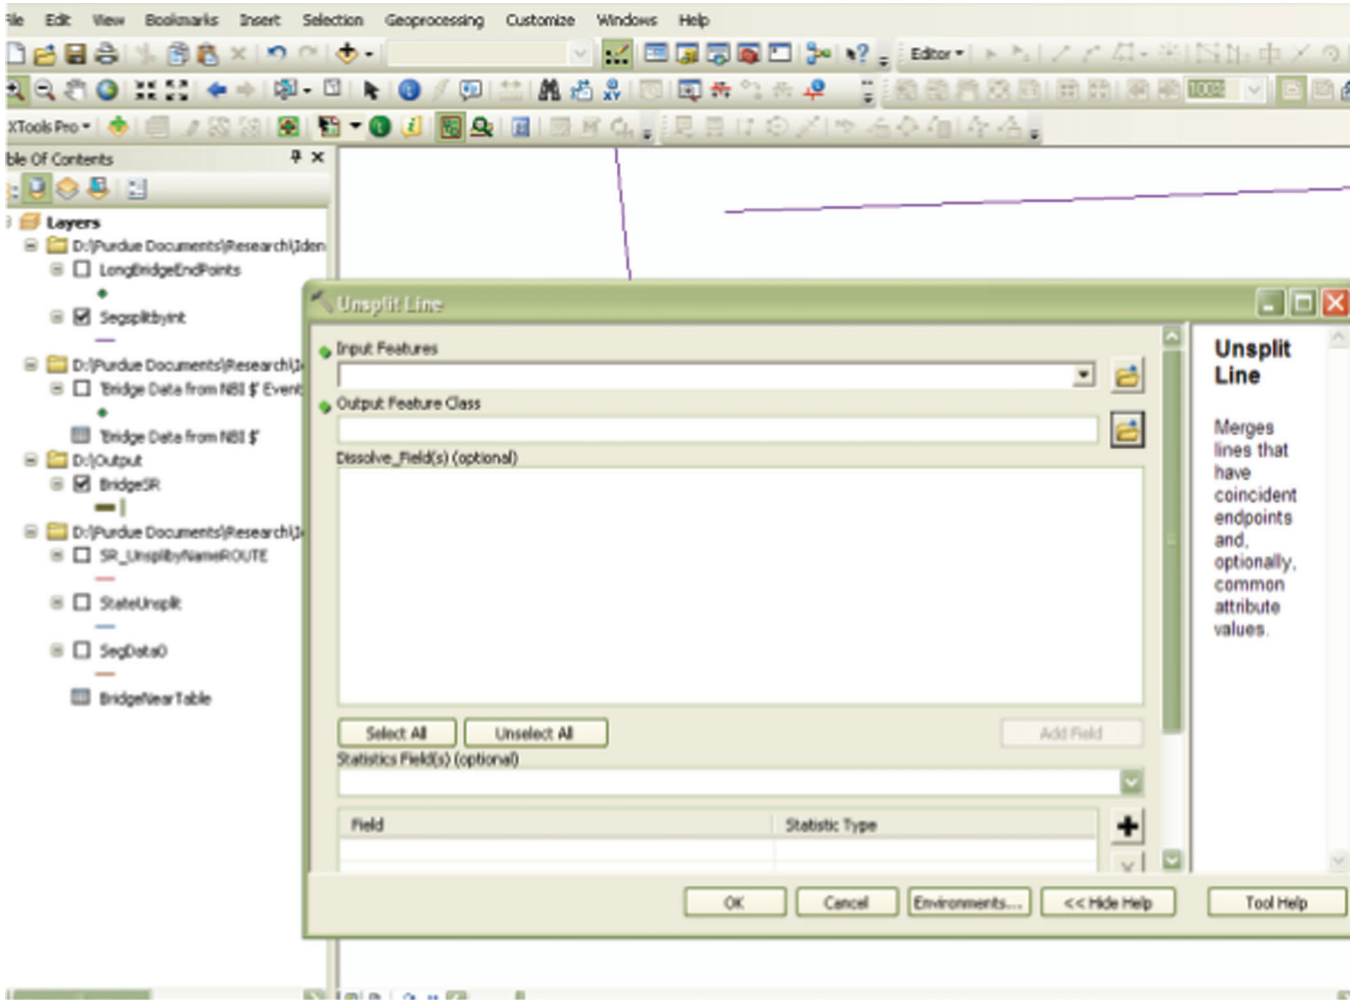 File Edit View Bookmarks Insert Selection Geoprocessing Customize Windows Help
Editor
100%
XTools Pro
ble Of Contents
Layers
D:\Purdue Documents\Research\Iden
LongBridgeEndPoints
Segsplitbyint
D:\Purdue Documents\Research\I
'Bridge Data from NBI $' Event
'Bridge Data from NBI $'
D:\Output
BridgeSR
D:\Purdue Documents\Research\I
SR_UnsplibyNameROUTE
StateUnsplit
SegData0
BridgeNearTable
Unsplit Line
Input Features
Output Feature Class
Dissolve_Field(s) (optional)
Select All Unselect All Add Field
Statistics Field(s) (optional)
Field Statistic Type
OK Cancel Environments... << Hide Help Tool Help
Unsplit
Line
Merges
lines that
have
coincident
endpoints
and,
optionally,
common
attribute
values.